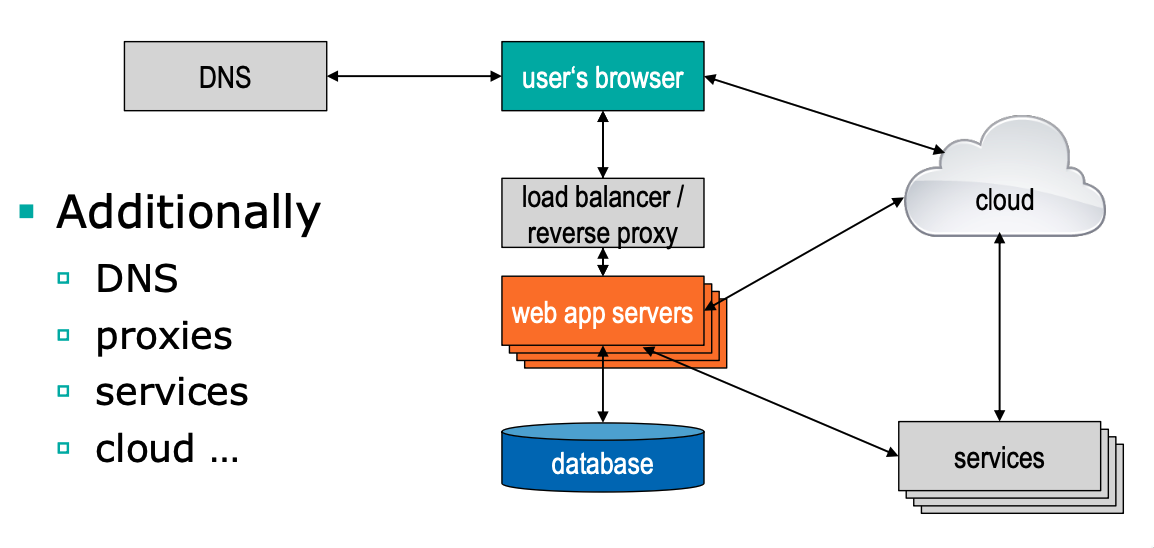 DNS
user‘s browser
load balancer /
reverse proxy
cloud
web app servers
database
services
Additionally
DNS
proxies
services
cloud …